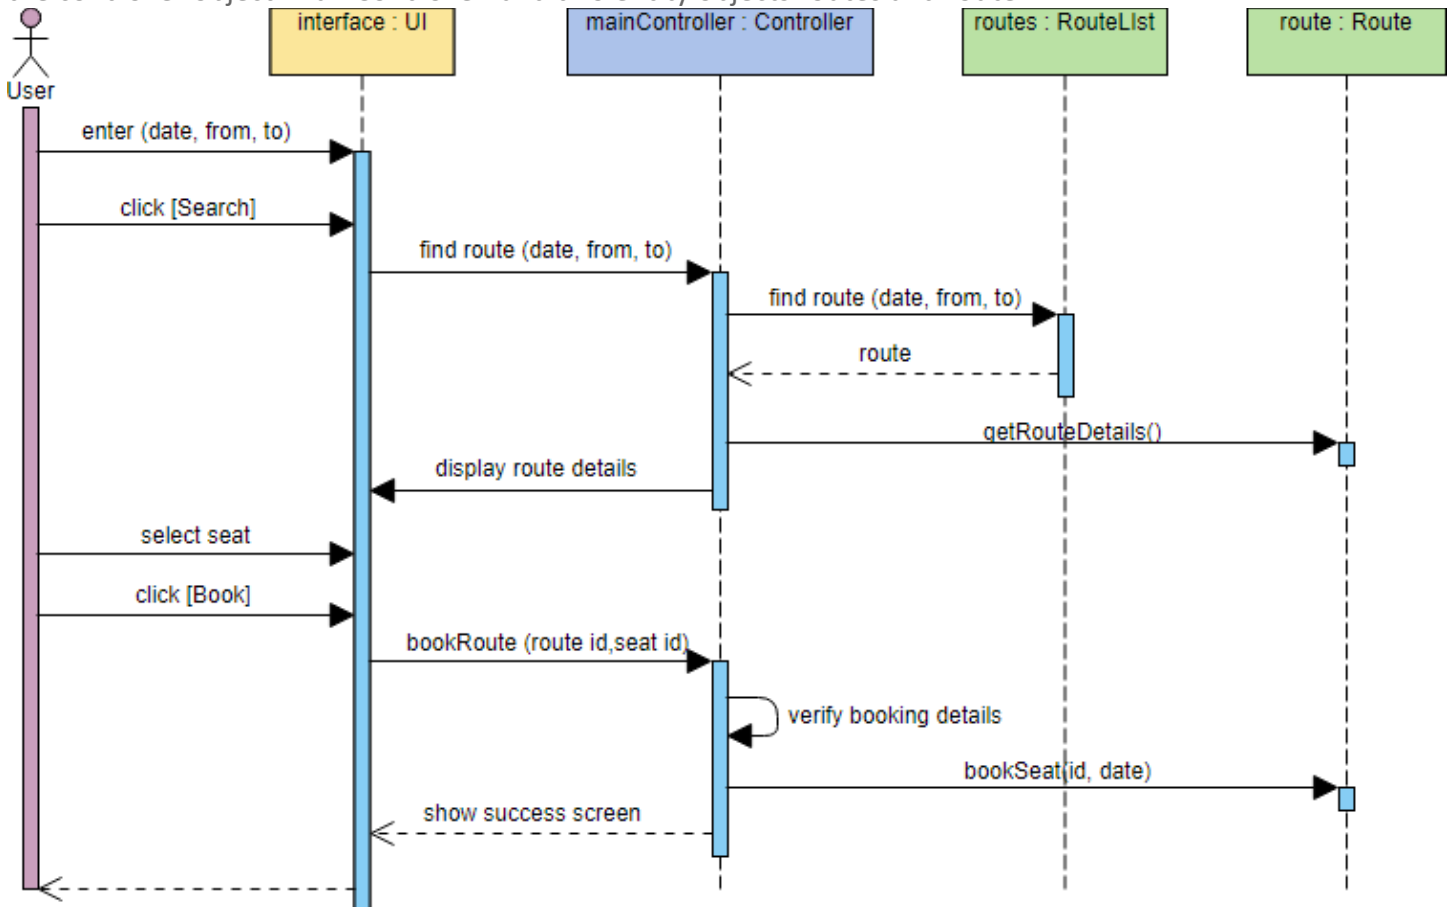 interface : UI
mainController : Controller
routes : RouteLIst
route : Route
User
enter (date, from, to)
click [Search]
find route (date, from, to)
find route (date, from, to)
route
getRouteDetails()
display route details
select seat
click [Book]
bookRoute (route id,seat id)
verify booking details
bookSeat(id, date)
show success screen